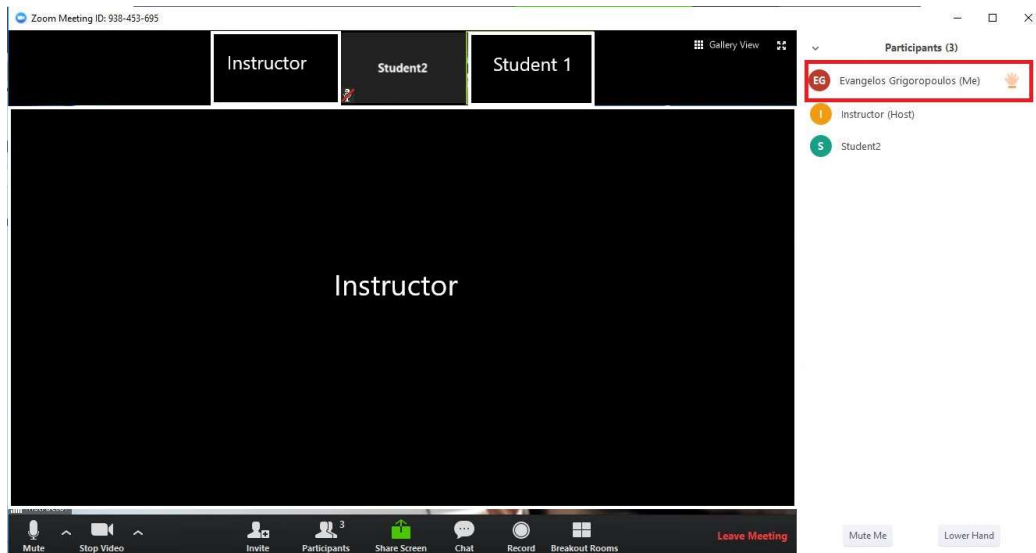 Zoom Meeting ID: 938-453-695
Instructor
Student2
Student 1
Gallery View
Participants (3)
EG Evangelos Grigoropoulos (Me)
I Instructor (Host)
S Student2
Instructor
Mute
Stop Video
Invite
Participants 3
Share Screen
Chat
Record
Breakout Rooms
Leave Meeting
Mute Me
Lower Hand